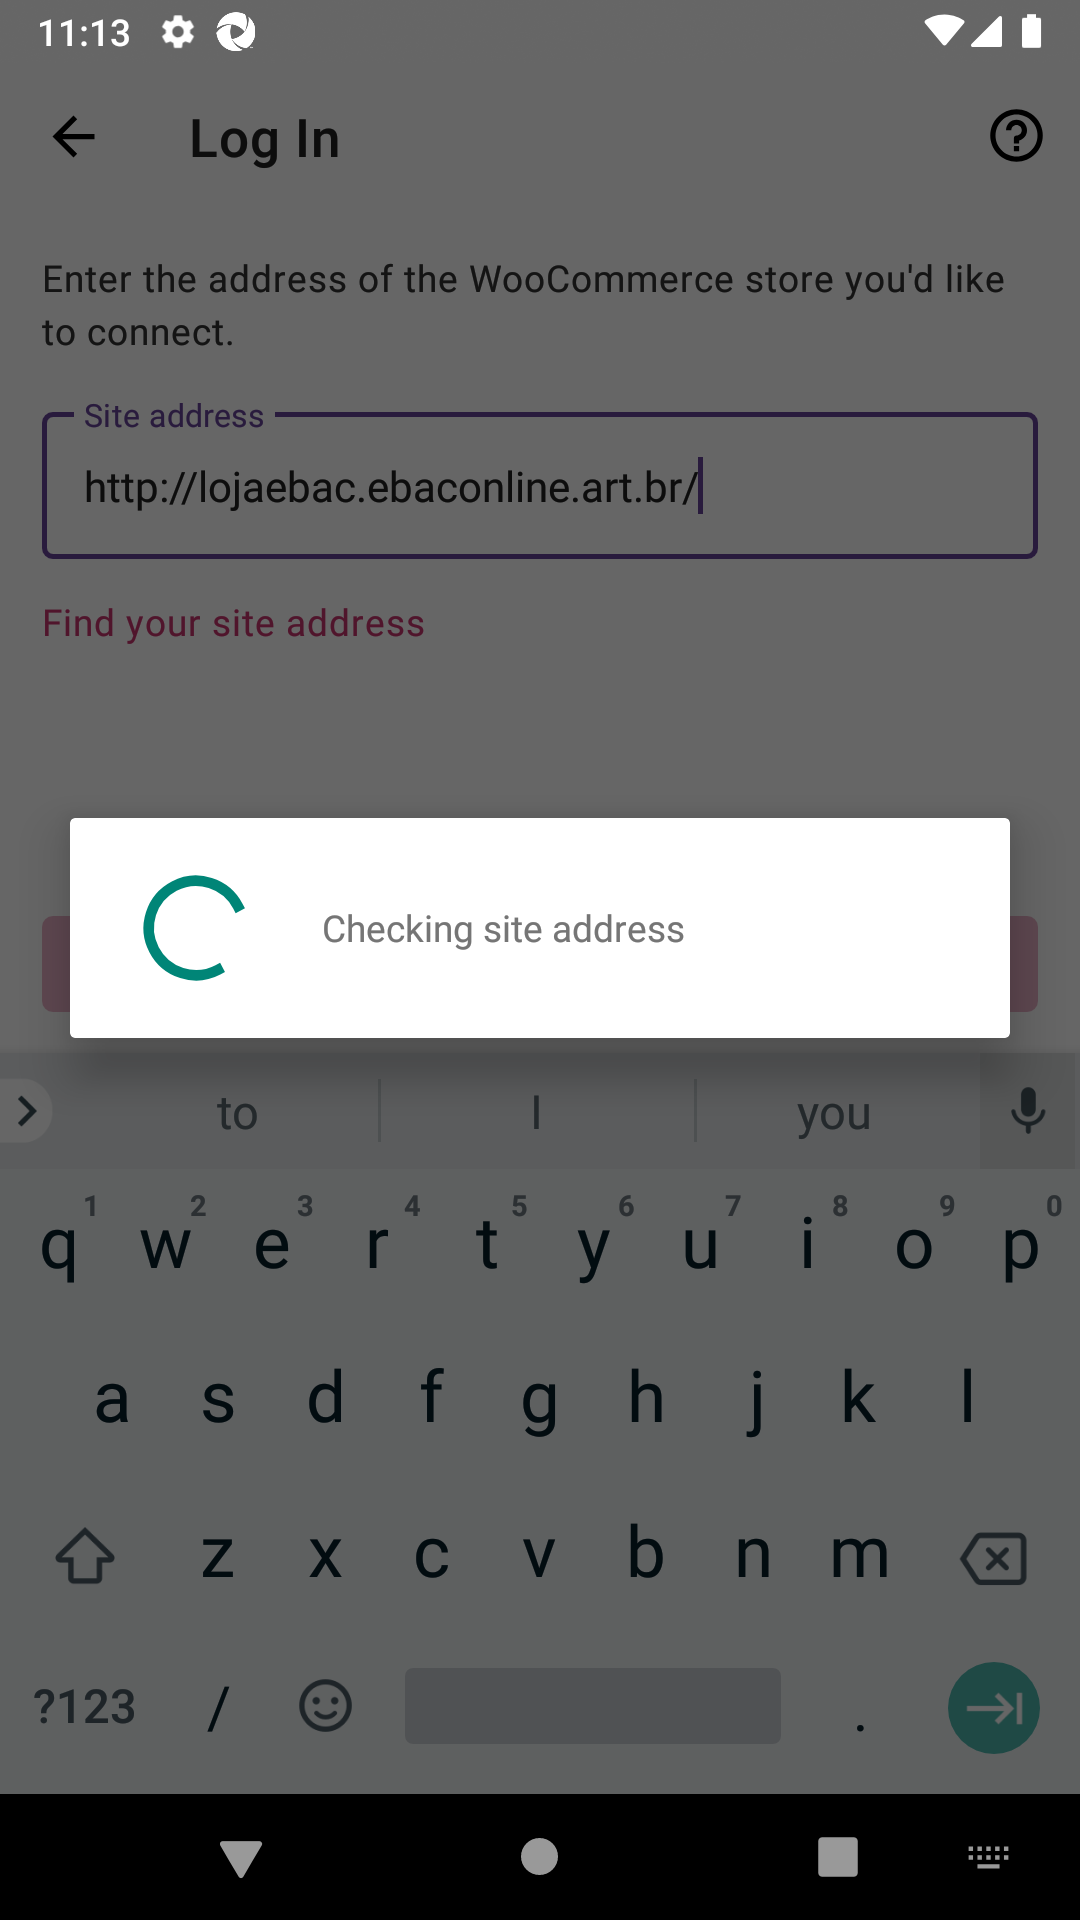 11:13
Log In
Enter the address of the WooCommerce store you'd like
to connect.
Site address
http://lojaebac.ebaconline.art.br/
Find your site address
Checking site address
to I you
1 2 3 4 5 6 7 8 9 0
q w e r t y u i o p
a s d f g h j k l
z x c v b n m
?123 / .